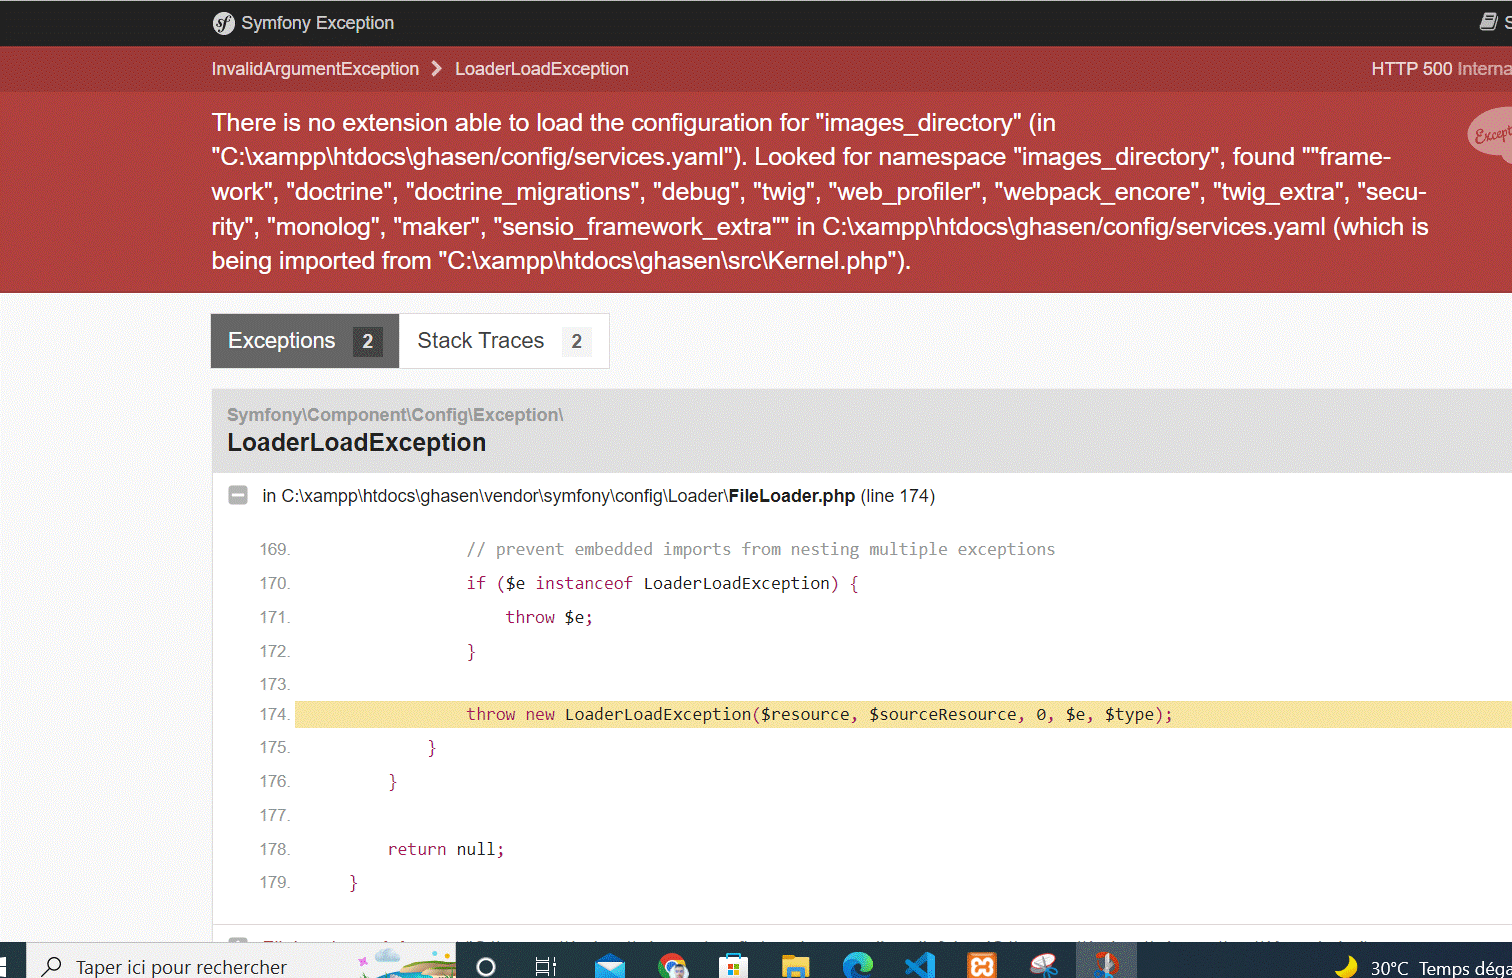 Symfony Exception
InvalidArgumentException LoaderLoadException HTTP 500 Interna
There is no extension able to load the configuration for "images_directory" (in
"C:\xampp\htdocs\ghasen/config/services.yaml"). Looked for namespace "images_directory", found ""frame-
work", "doctrine", "doctrine_migrations", "debug", "twig", "web_profiler", "webpack_encore", "twig_extra", "secu-
rity", "monolog", "maker", "sensio_framework_extra"" in C:\xampp\htdocs\ghasen/config/services.yaml (which is
being imported from "C:\xampp\htdocs\ghasen\src\Kernel.php").
Except
Exceptions 2 Stack Traces 2
Symfony\Component\Config\Exception\
LoaderLoadException
in C:\xampp\htdocs\ghasen\vendor\symfony\config\Loader\FileLoader.php (line 174)
169. // prevent embedded imports from nesting multiple exceptions
170. if ($e instanceof LoaderLoadException) {
171. throw $e;
172. }
173.
174. throw new LoaderLoadException($resource, $sourceResource, 0, $e, $type);
175. }
176. }
177.
178. return null;
179. }
Taper ici pour rechercher 30°C Temps déga